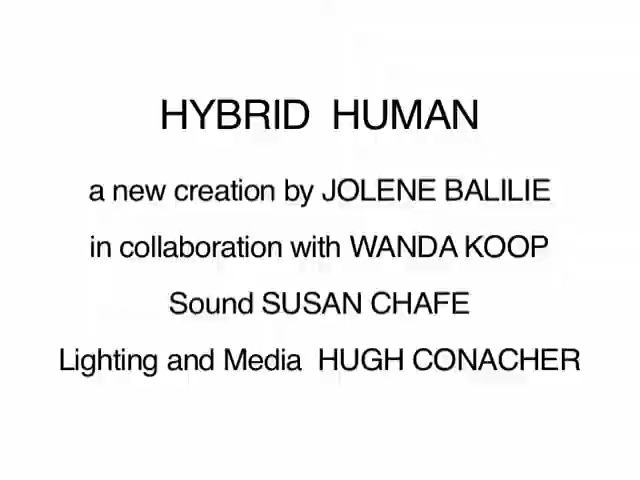 HYBRID HUMAN
a new creation by JOLENE BALILIE
in collaboration with WANDA KOOP
Sound SUSAN CHAFE
Lighting and Media HUGH CONACHER